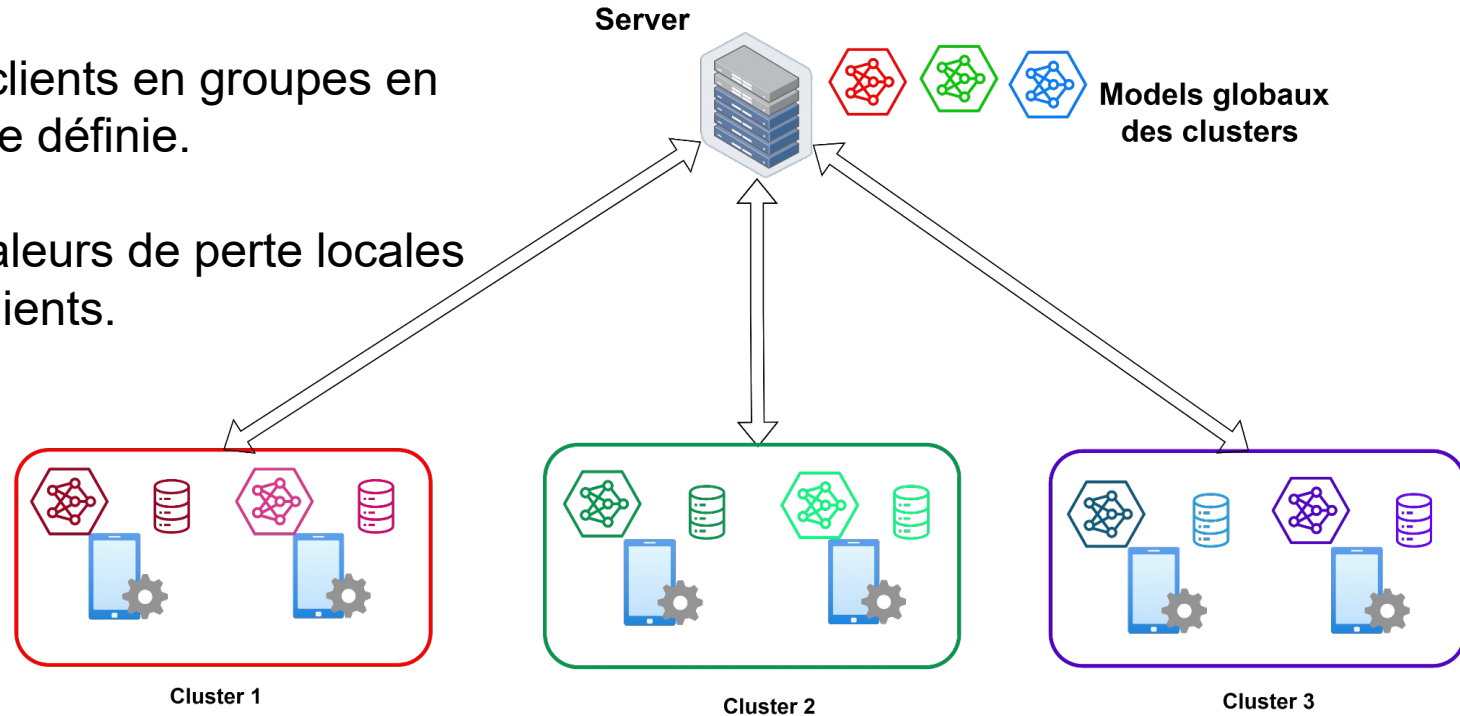 Server
clients en groupes en
e définie.
Models globaux
des clusters
aleurs de perte locales
ients.
Cluster 1
Cluster 2
Cluster 3